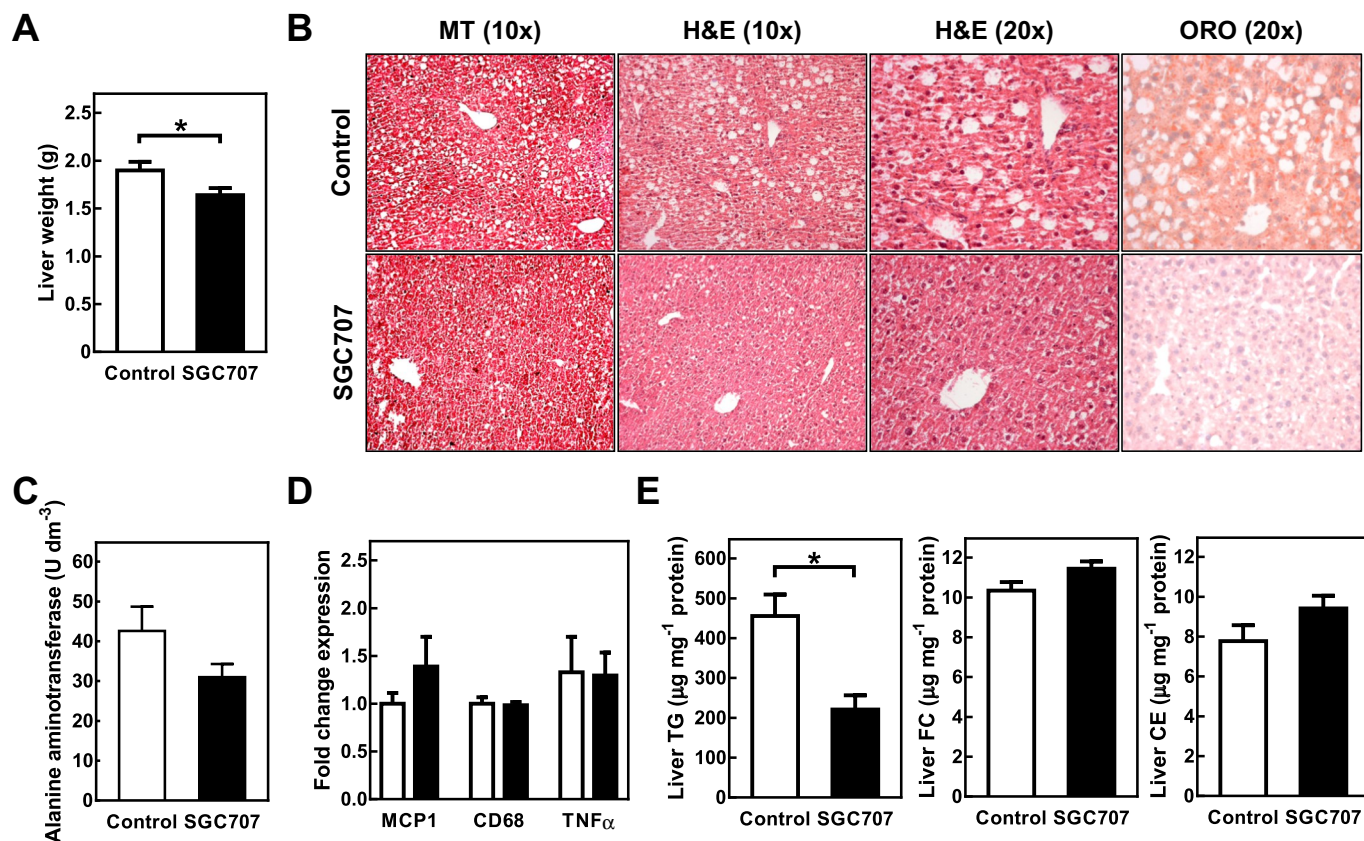 A
Liver weight (g)
2.5
2.0
1.5
1.0
0.5
0
*
Control SGC707
B
MT (10x) H&E (10x) H&E (20x) ORO (20x)
Control
SGC707
C
Alanine aminotransferase (U dm-3)
60
50
40
30
20
10
0
Control SGC707
D
Fold change expression
2.5
2.0
1.5
1.0
0.5
0.0
MCP1 CD68 TNFα
E
Liver TG (µg mg-1 protein)
600
500
400
300
200
100
0
*
Control SGC707
Liver FC (µg mg-1 protein)
12
10
8
6
4
2
0
Control SGC707
Liver CE (µg mg-1 protein)
12
10
8
6
4
2
0
Control SGC707